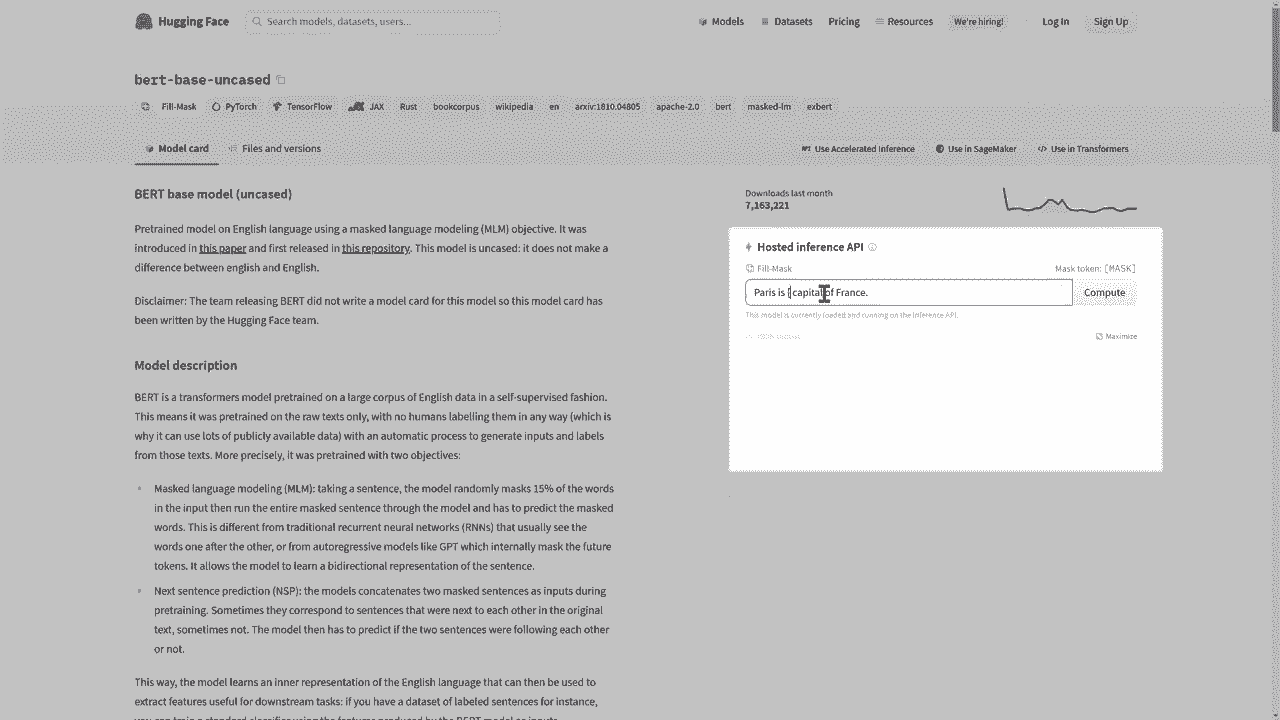 Hugging Face
Search models, datasets, users...
Models
Datasets
Pricing
Resources
We're hiring!
Log In
Sign Up
bert-base-uncased
Fill-Mask
PyTorch
TensorFlow
JAX
Rust
bookcorpus
wikipedia
en
arxiv:1810.04805
apache-2.0
bert
masked-lm
exbert
Model card
Files and versions
Use Accelerated Inference
Use in SageMaker
Use in Transformers
BERT base model (uncased)
Pretrained model on English language using a masked language modeling (MLM) objective. It was
introduced in this paper and first released in this repository. This model is uncased: it does not make a
difference between english and English.
Disclaimer: The team releasing BERT did not write a model card for this model so this model card has
been written by the Hugging Face team.
Model description
BERT is a transformers model pretrained on a large corpus of English data in a self-supervised fashion.
This means it was pretrained on the raw texts only, with no humans labelling them in any way (which is
why it can use lots of publicly available data) with an automatic process to generate inputs and labels
from those texts. More precisely, it was pretrained with two objectives:
Masked language modeling (MLM): taking a sentence, the model randomly masks 15% of the words
in the input then run the entire masked sentence through the model and has to predict the masked
words. This is different from traditional recurrent neural networks (RNNs) that usually see the
words one after the other, or from autoregressive models like GPT which internally mask the future
tokens. It allows the model to learn a bidirectional representation of the sentence.
Next sentence prediction (NSP): the models concatenates two masked sentences as inputs during
pretraining. Sometimes they correspond to sentences that were next to each other in the original
text, sometimes not. The model then has to predict if the two sentences were following each other
or not.
This way, the model learns an inner representation of the English language that can then be used to
extract features useful for downstream tasks: if you have a dataset of labeled sentences for instance,
you can train a standard classifier using the features produced by the BERT model as inputs.
Downloads last month
7,163,221
Hosted inference API
Fill-Mask
Mask token: [MASK]
Paris is [ capital of France.
Compute
This model is currently loaded and running on the Inference API.
Maximize